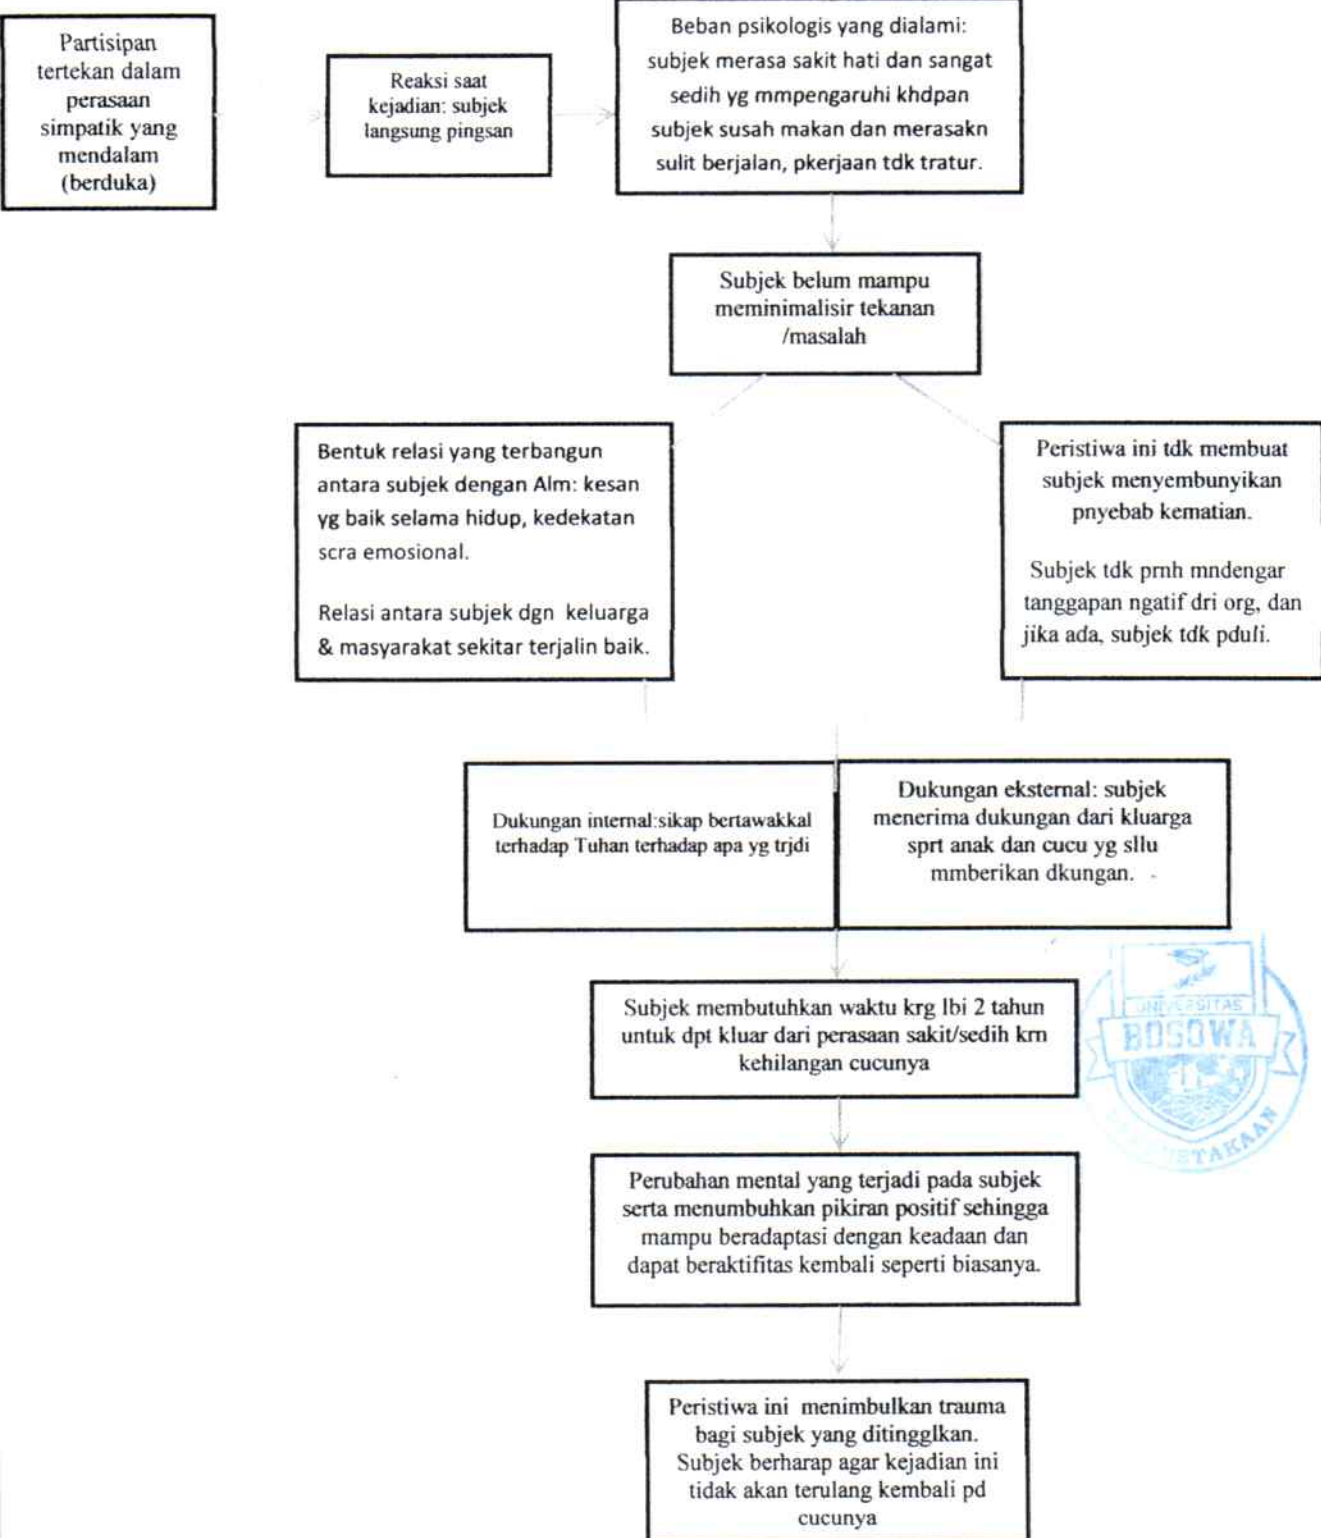 Partisipan
tertekan dalam
perasaan
simpatik yang
mendalam
(berduka)
Reaksi saat
kejadian: subjek
langsung pingsan
Beban psikologis yang dialami:
subjek merasa sakit hati dan sangat
sedih yg mmpengaruhi khdpan
subjek susah makan dan merasakn
sulit berjalan, pkerjaan tdk tratur.
Subjek belum mampu
meminimalisir tekanan
/masalah
Bentuk relasi yang terbangun
antara subjek dengan Alm: kesan
yg baik selama hidup, kedekatan
scra emosional.
Relasi antara subjek dgn keluarga
& masyarakat sekitar terjalin baik.
Peristiwa ini tdk membuat
subjek menyembunyikan
pnyebab kematian.
Subjek tdk prnh mndengar
tanggapan ngatif dri org, dan
jika ada, subjek tdk pduli.
Dukungan internal:sikap bertawakkal
terhadap Tuhan terhadap apa yg trjdi
Dukungan eksternal: subjek
menerima dukungan dari kluarga
sprt anak dan cucu yg sllu
mmberikan dkungan.
UNIVERSITAS
BOSOWA
Subjek membutuhkan waktu krg lbi 2 tahun
untuk dpt kluar dari perasaan sakit/sedih krn
kehilangan cucunya
Perubahan mental yang terjadi pada subjek
serta menumbuhkan pikiran positif sehingga
mampu beradaptasi dengan keadaan dan
dapat beraktifitas kembali seperti biasanya.
Peristiwa ini menimbulkan trauma
bagi subjek yang ditingglkan.
Subjek berharap agar kejadian ini
tidak akan terulang kembali pd
cucunya